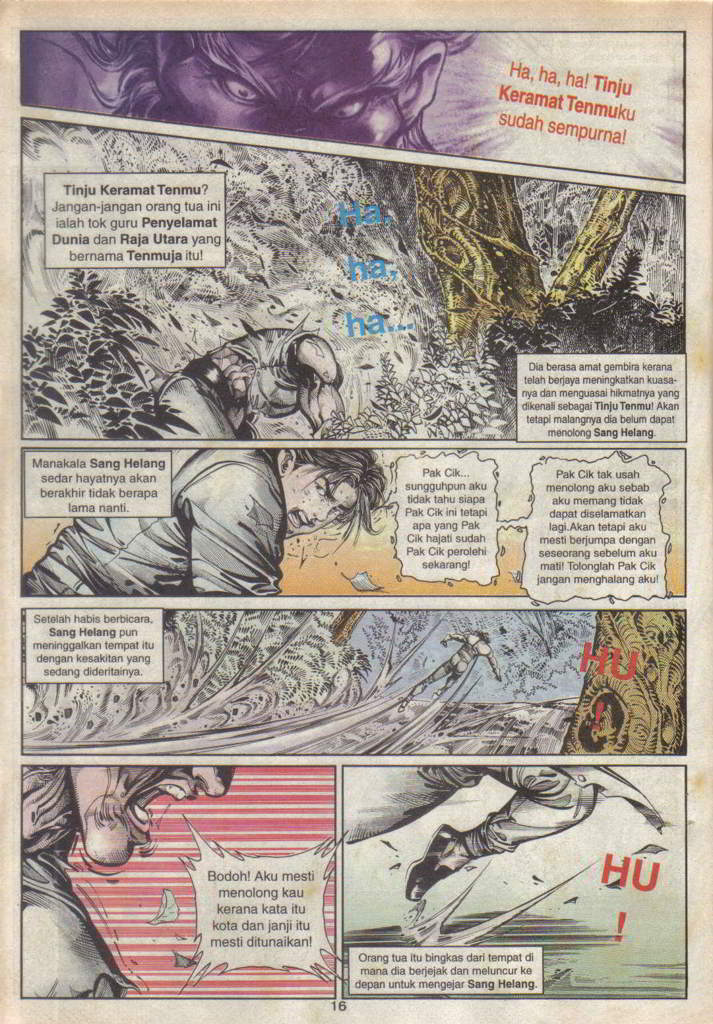 Ha, ha, ha! Tinju
Keramat Tenmuku
sudah sempurna!
Tinju Keramat Tenmu?
Jangan-jangan orang tua ini
ialah tok guru Penyelamat
Dunia dan Raja Utara yang
bernama Tenmuja itu!
Ha,
ha,
ha...
Dia berasa amat gembira kerana
telah berjaya meningkatkan kuasa-
nya dan menguasai hikmatnya yang
dikenali sebagai Tinju Tenmu! Akan
tetapi malangnya dia belum dapat
menolong Sang Helang.
Manakala Sang Helang
sedar hayatnya akan
berakhir tidak berapa
lama nanti.
Pak Cik...
sungguhpun aku
tidak tahu siapa
Pak Cik ini tetapi
apa yang Pak
Cik hajati sudah
Pak Cik perolehi
sekarang!
Pak Cik tak usah
menolong aku sebab
aku memang tidak
dapat diselamatkan
lagi.Akan tetapi aku
mesti berjumpa dengan
seseorang sebelum aku
mati! Tolonglah Pak Cik
jangan menghalang aku!
Setelah habis berbicara,
Sang Helang pun
meninggalkan tempat itu
dengan kesakitan yang
sedang dideritainya.
HU
!
Bodoh! Aku mesti
menolong kau
kerana kata itu
kota dan janji itu
mesti ditunaikan!
HU
!
Orang tua itu bingkas dari tempat di
mana dia berjejak dan meluncur ke
depan untuk mengejar Sang Helang.
16